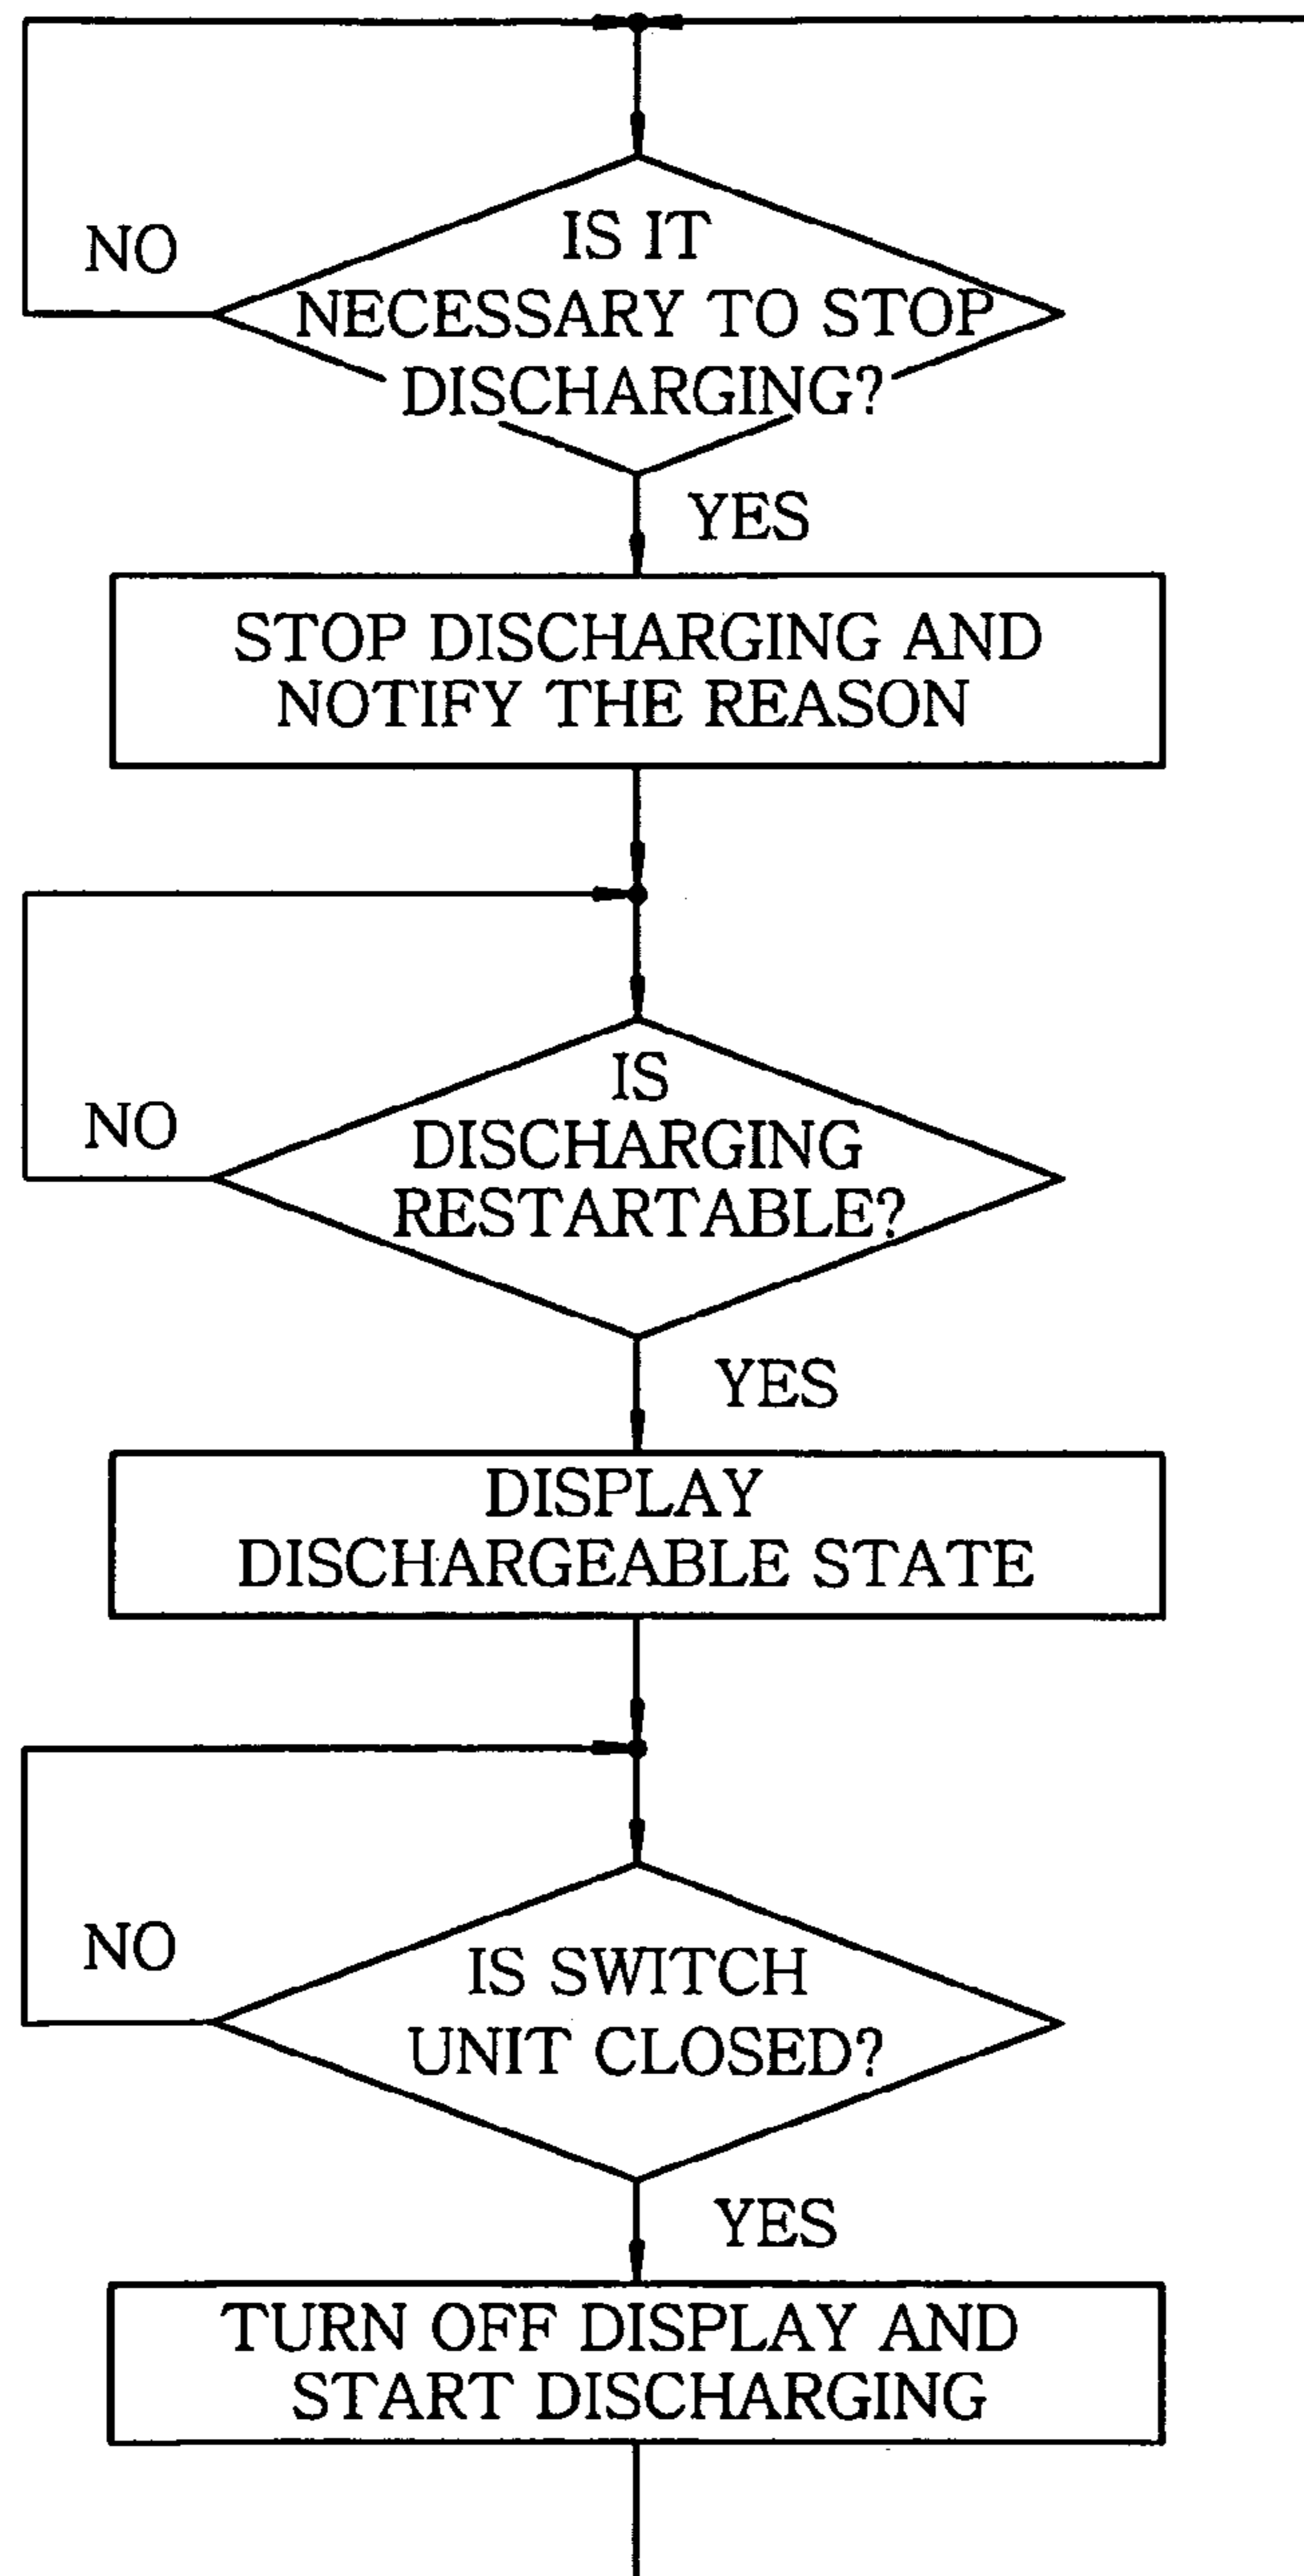 IS IT
NECESSARY TO STOP
DISCHARGING?
NO
YES
STOP DISCHARGING AND
NOTIFY THE REASON
IS
DISCHARGING
RESTARTABLE?
NO
YES
DISPLAY
DISCHARGEABLE STATE
IS SWITCH
UNIT CLOSED?
NO
YES
TURN OFF DISPLAY AND
START DISCHARGING